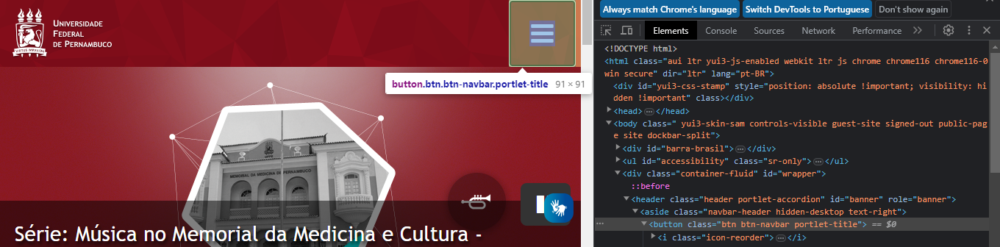 Universidade
Federal
de Pernambuco
VIRTUS IMPAVIDA
button.btn.btn-navbar.portlet-title 91 × 91
MEMORIAL DA MEDICINA DE PERNAMBUCO
Série: Música no Memorial da Medicina e Cultura -
Always match Chrome's language Switch DevTools to Portuguese Don't show again
Elements Console Sources Network Performance
<!DOCTYPE html>
<html class="aui ltr yui3-js-enabled webkit ltr js chrome chrome116 chrome116-0
win secure" dir="ltr" lang="pt-BR">
<div id="yui3-css-stamp" style="position: absolute !important; visibility: hi
dden !important" class></div>
<head>…</head>
<body class=" yui3-skin-sam controls-visible guest-site signed-out public-pag
e site dockbar-split">
<div id="barra-brasil">…</div>
<ul id="accessibility" class="sr-only">…</ul>
<div class="container-fluid" id="wrapper">
::before
<header class="header portlet-accordion" id="banner" role="banner">
<aside class="navbar-header hidden-desktop text-right">
<button class="btn btn-navbar portlet-title"> == $0
<i class="icon-reorder">…</i>